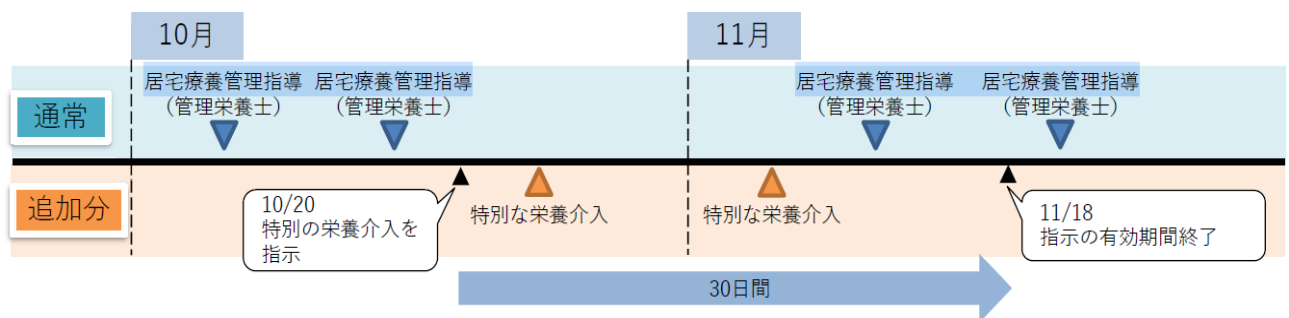 10月
11月
居宅療養管理指導
(管理栄養士)
居宅療養管理指導
(管理栄養士)
居宅療養管理指導
(管理栄養士)
居宅療養管理指導
(管理栄養士)
通常
追加分
10/20
特別の栄養介入を
指示
特別な栄養介入
特別な栄養介入
11/18
指示の有効期間終了
30日間